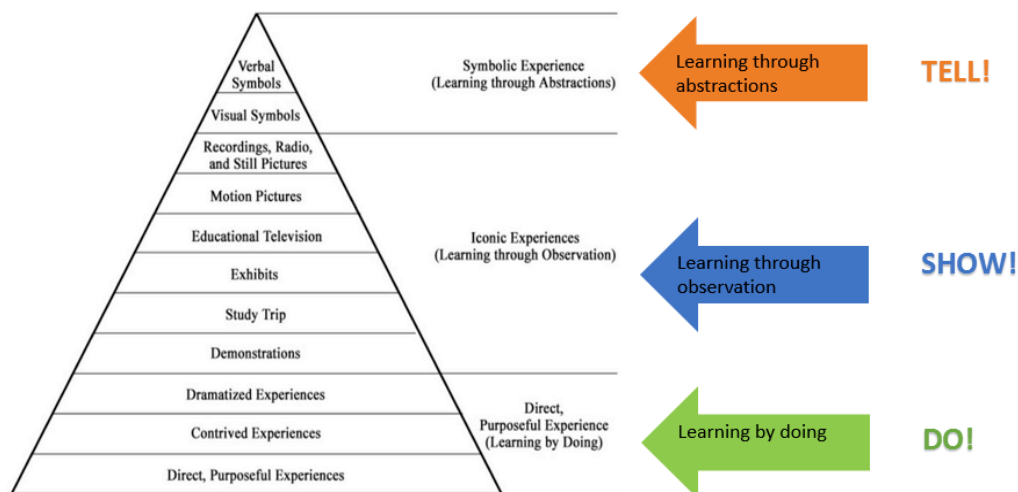 Verbal
Symbols
Visual Symbols
Recordings, Radio,
and Still Pictures
Motion Pictures
Educational Television
Exhibits
Study Trip
Demonstrations
Dramatized Experiences
Contrived Experiences
Direct, Purposeful Experiences
Symbolic Experience
(Learning through Abstractions)
Iconic Experiences
(Learning through Observation)
Direct,
Purposeful Experience
(Learning by Doing)
Learning through
abstractions
Learning through
observation
Learning by doing
TELL!
SHOW!
DO!